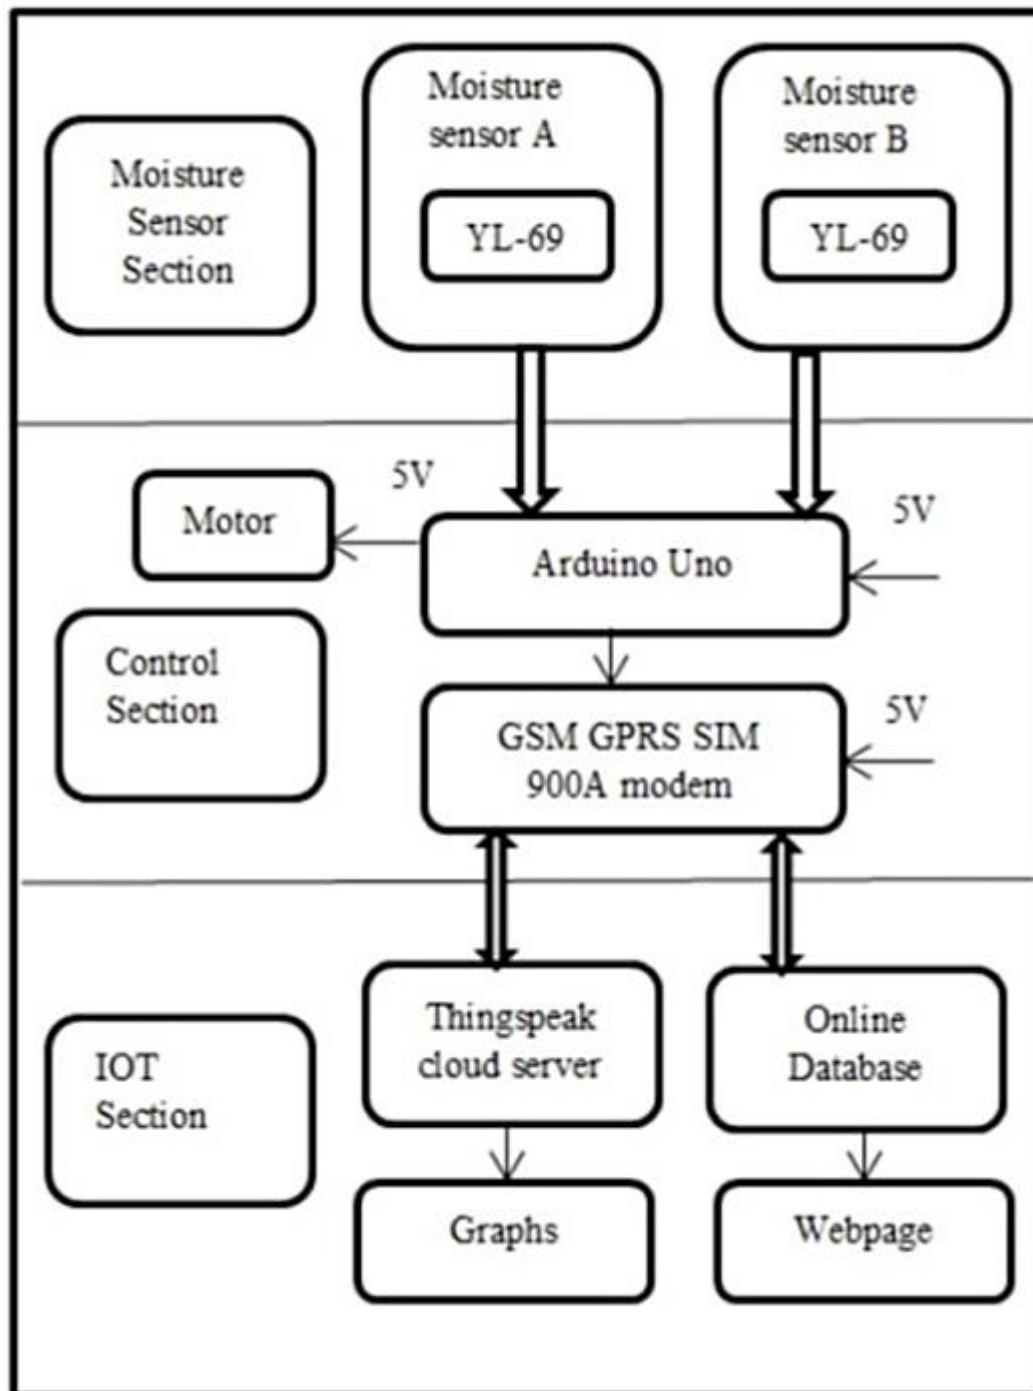 Moisture
Sensor
Section
Moisture
sensor A
YL-69
Moisture
sensor B
YL-69
5V
Motor
Arduino Uno
5V
Control
Section
GSM GPRS SIM
900A modem
5V
IOT
Section
Thingspeak
cloud server
Online
Database
Graphs
Webpage